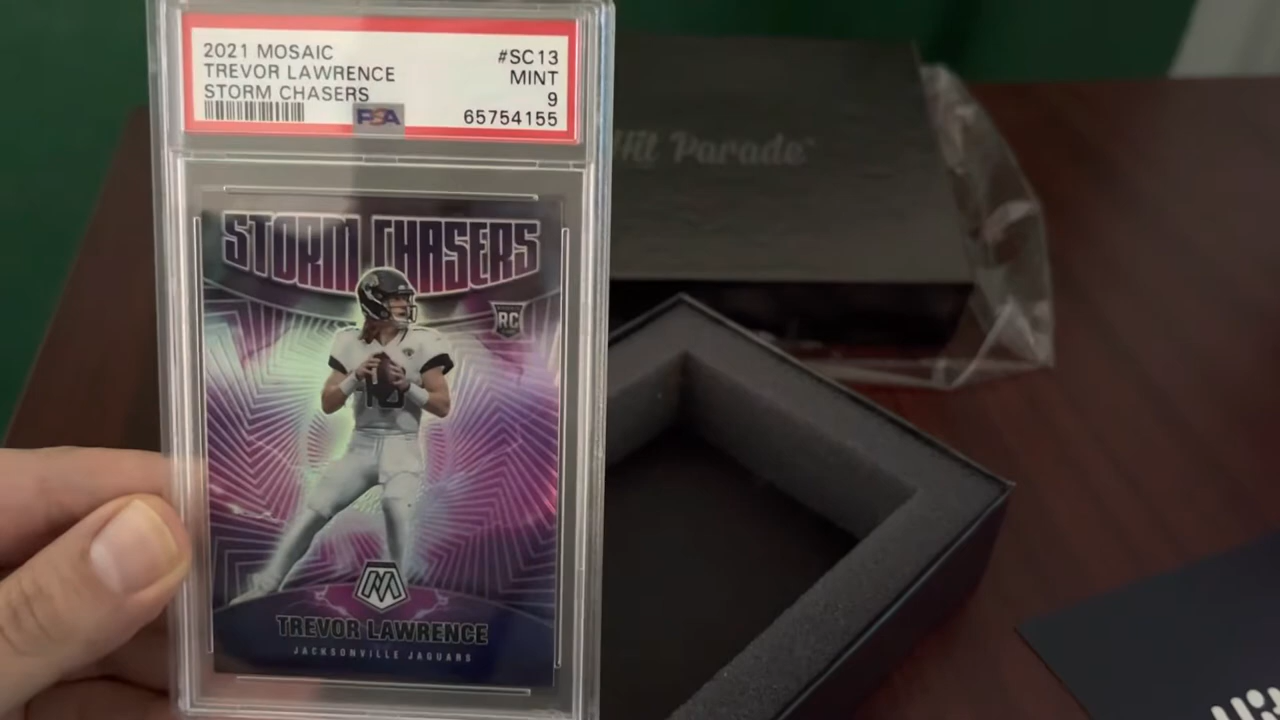 2021 MOSAIC #SC13
TREVOR LAWRENCE MINT
STORM CHASERS 9
PSA 65754155
STORM CHASERS
RC
10
TREVOR LAWRENCE
JACKSONVILLE JAGUARS
Hit Parade